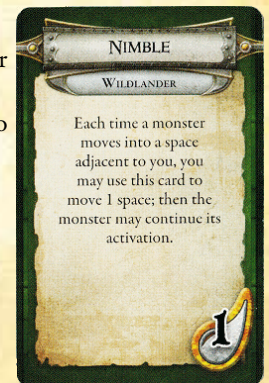 r
o
NIMBLE
WILDLANDER
Each time a monster
moves into a space
adjacent to you, you
may use this card to
move 1 space; then the
monster may continue its
activation.
1